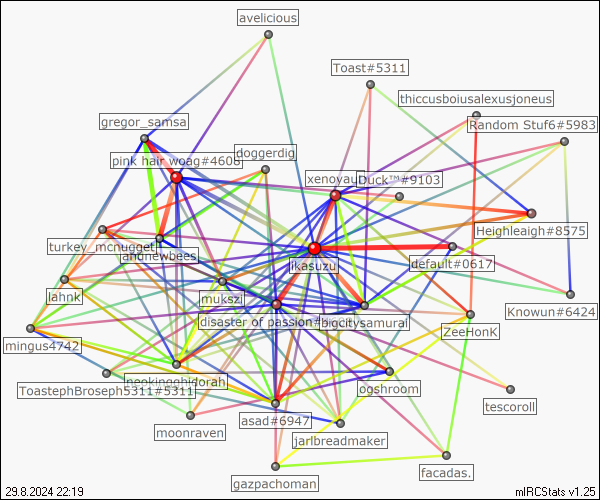 avelicious
Toast#5311
thiccusboiusalexusjoneus
gregor_samsa
Random Stuf6#5983
doggerdig
pink hair woag#4608
xenoyau
Duck™#9103
Heighleigh#8575
turkey_mcnugget
andnewbees
ikasuzu
default#0617
lahnk
mukszi
Knowun#6424
disaster of passion#
bigcitysamurai
ZeeHonK
mingus4742
neokingghidorah
ToastephBroseph5311#5311
ogshroom
tescoroll
asad#6947
moonraven
jarlbreadmaker
facadas.
gazpachoman
29.8.2024 22:19
mIRCStats v1.25